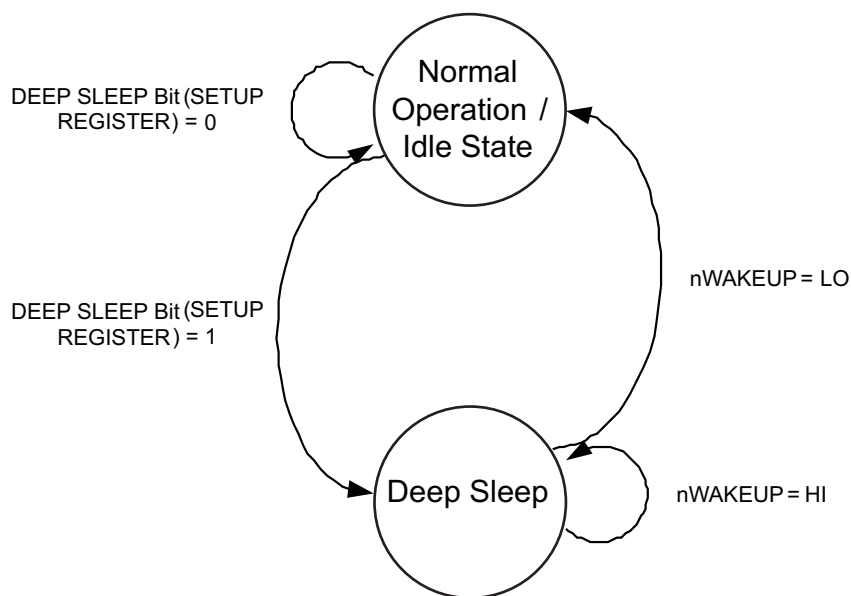 Normal
Operation /
Idle State
DEEP SLEEP Bit (SETUP
REGISTER) = 0
nWAKEUP = LO
DEEP SLEEP Bit (SETUP
REGISTER) = 1
Deep Sleep
nWAKEUP = HI